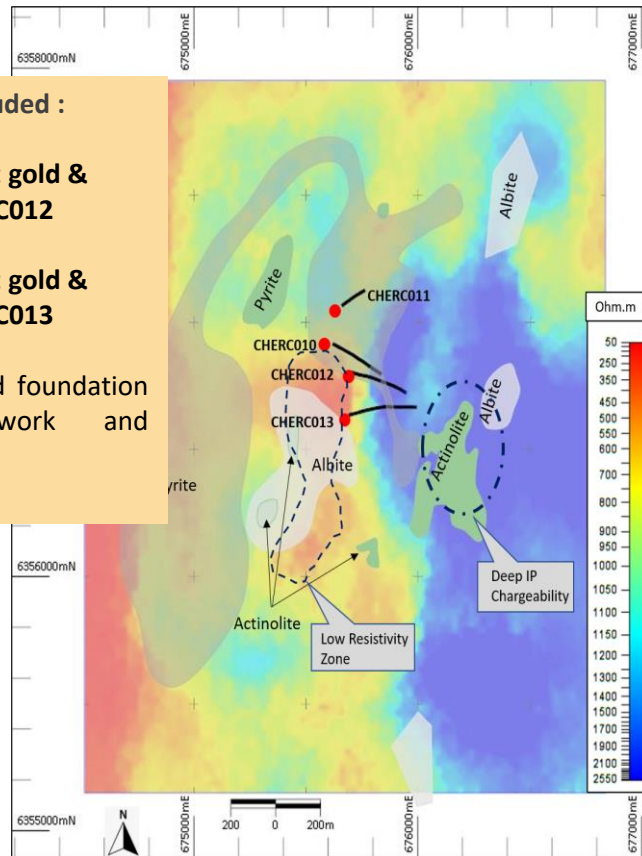 675000mE
676000mE
677000mE
6358000mN
uded :
gold &
C012
gold &
C013
d foundation
work and
Albite
Pyrite
CHERC011
CHERC010
CHERC012
CHERC013
Albite
Albite
Actinolite
yrite
Ohm.m
50
250
350
400
450
500
550
600
700
800
900
950
1000
1050
1100
1150
1200
1300
1400
1500
1700
1900
2100
2550
6356000mN
Actinolite
Deep IP
Chargeability
Low Resistivity
Zone
6355000mN
N
200 0 200m
675000mE
676000mE
677000mE